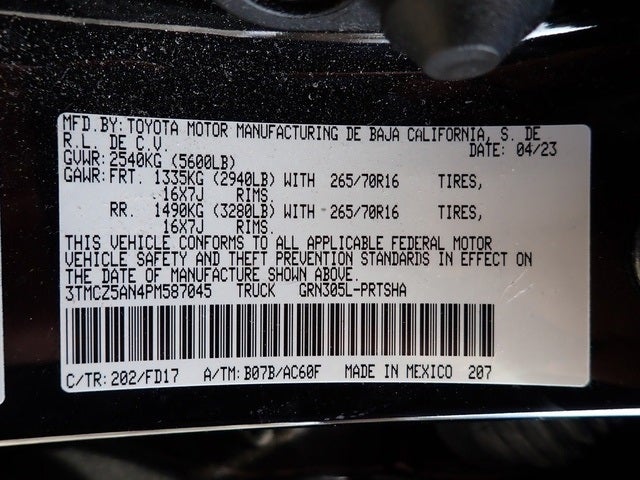 MFD.BY: TOYOTA MOTOR MANUFACTURING DE BAJA CALIFORNIA, S. DE
R.L. DE C.V. DATE: 04/23
GVWR: 2540KG (5600LB)
GAWR: FRT. 1335KG (2940LB) WITH 265/70R16 TIRES,
16X7J RIMS.
RR. 1490KG (3280LB) WITH 265/70R16 TIRES,
16X7J RIMS.
THIS VEHICLE CONFORMS TO ALL APPLICABLE FEDERAL MOTOR
VEHICLE SAFETY AND THEFT PREVENTION STANDARDS IN EFFECT ON
THE DATE OF MANUFACTURE SHOWN ABOVE.
3TMCZ5AN4PM587045 TRUCK GRN305L-PRTSHA
C/TR: 202/FD17 A/TM: B07B/AC60F MADE IN MEXICO 207